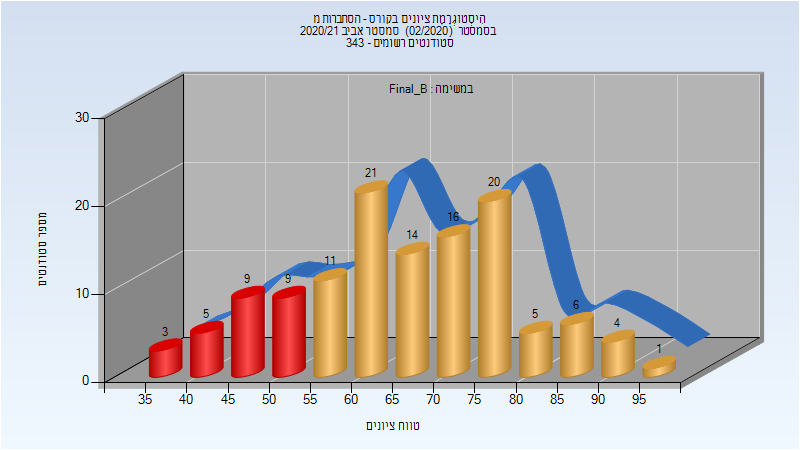 היסטוגרמת ציונים בקורס - הסתברות מ
בסמסטר (02/2020) סמסטר אביב 2020/21
סטודנטים רשומים - 343
במשימה : Final_B
מספר סטודנטים
30
20
10
0
3
5
9
9
11
21
14
16
20
5
6
4
1
35 40 45 50 55 60 65 70 75 80 85 90 95
טווח ציונים